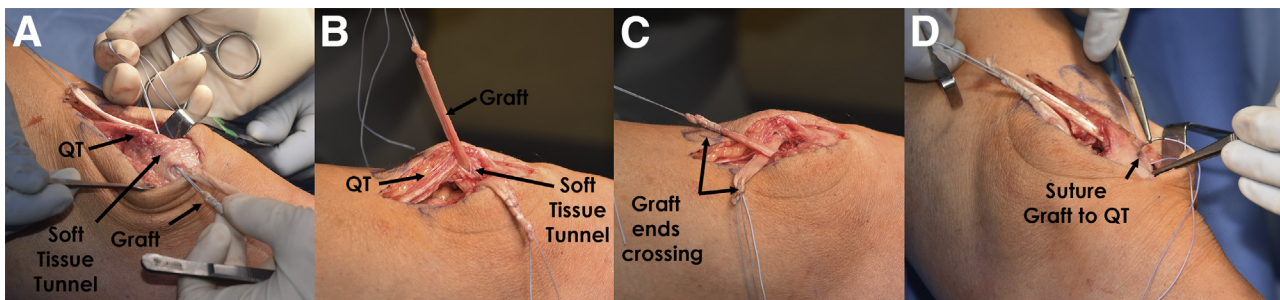 A
QT
Soft
Tissue
Tunnel
Graft
B
Graft
QT
Soft
Tissue
Tunnel
C
Graft
ends
crossing
D
Suture
Graft to QT